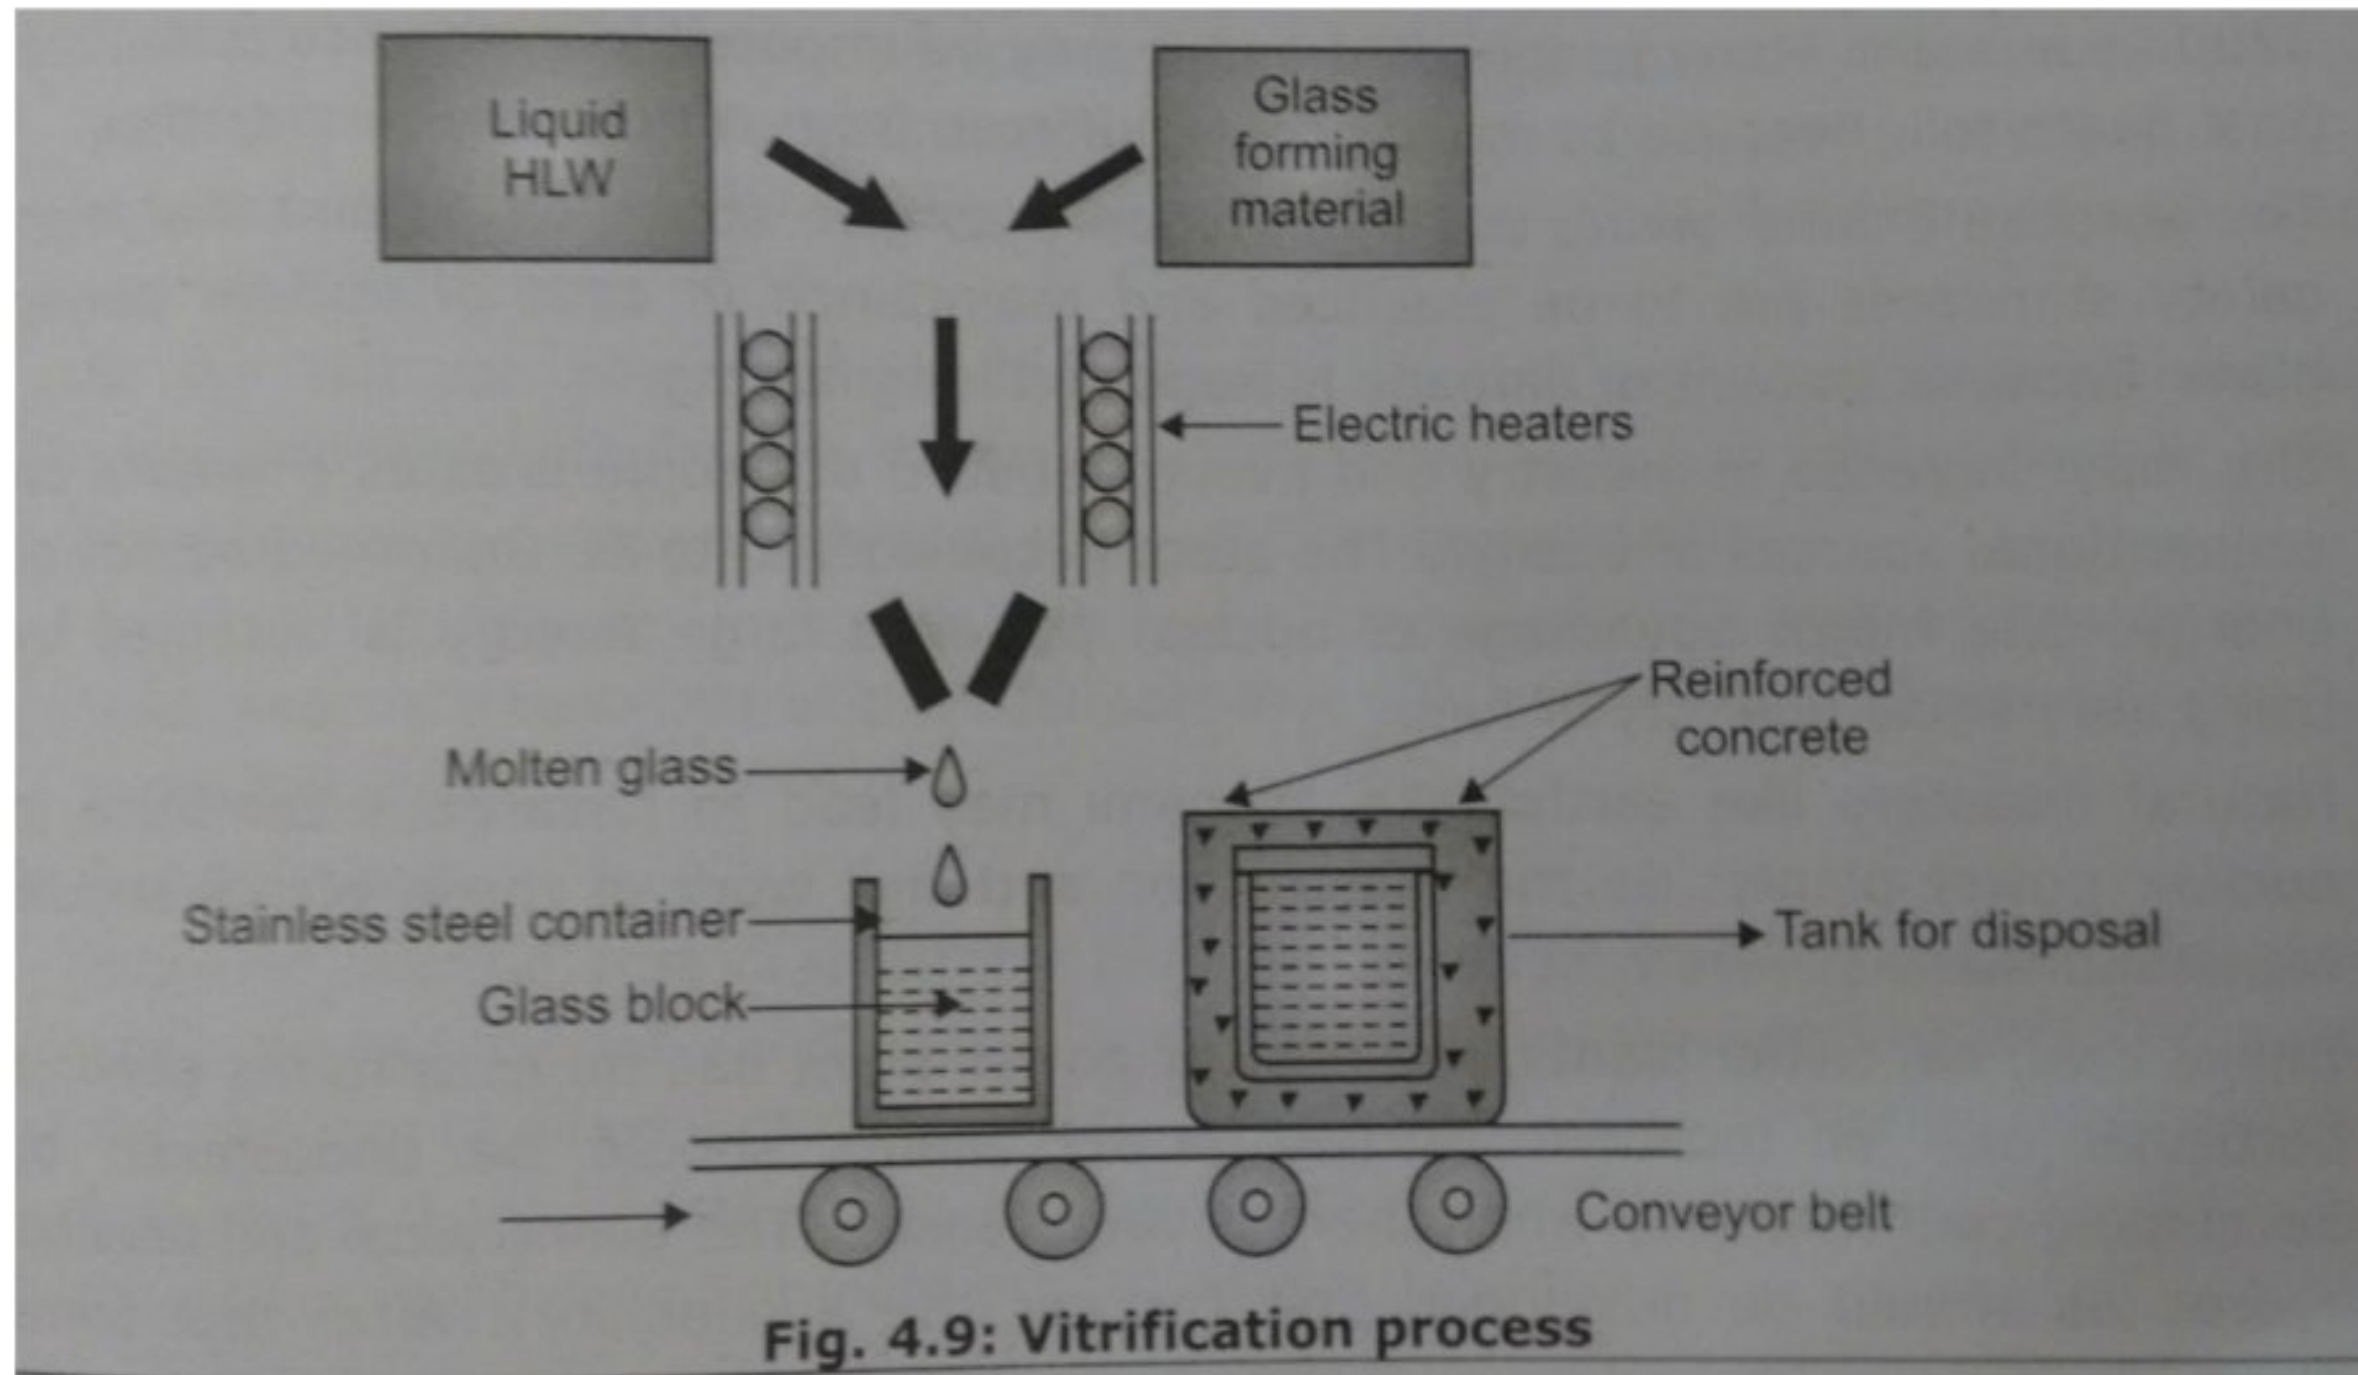 Liquid
HLW
Glass
forming
material
Electric heaters
Reinforced
concrete
Molten glass
Stainless steel container
Tank for disposal
Glass block
Conveyor belt
Fig. 4.9: Vitrification process